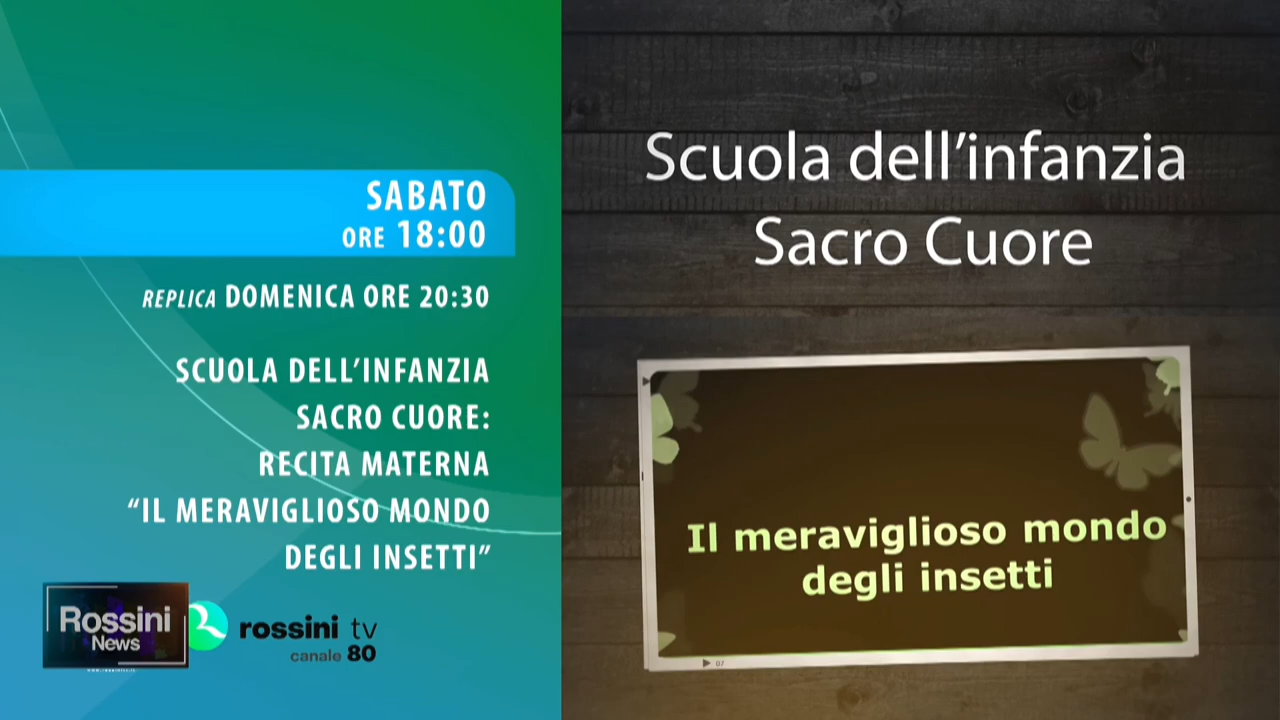 SABATO
ORE 18:00
REPLICA DOMENICA ORE 20:30
SCUOLA DELL’INFANZIA
SACRO CUORE:
RECITA MATERNA
“IL MERAVIGLIOSO MONDO
DEGLI INSETTI”
Rossini
News
rossini tv
canale 80
Scuola dell’infanzia
Sacro Cuore
Il meraviglioso mondo
degli insetti
07